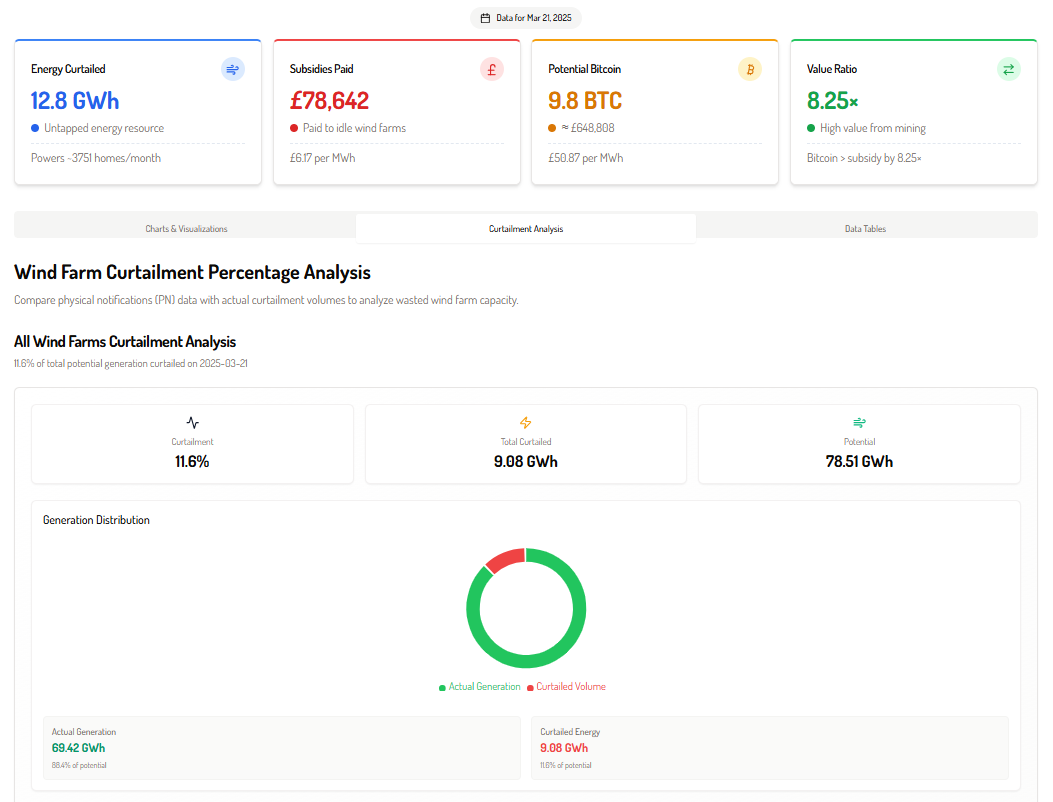 Data for Mar 21, 2025
Energy Curtailed
12.8 GWh
Untapped energy resource
Powers ~3751 homes/month
Subsidies Paid
£
£78,642
Paid to idle wind farms
£6.17 per MWh
Potential Bitcoin
₿
9.8 BTC
≈ £648,808
£50.87 per MWh
Value Ratio
8.25×
High value from mining
Bitcoin > subsidy by 8.25×
Charts & Visualizations
Curtailment Analysis
Data Tables
Wind Farm Curtailment Percentage Analysis
Compare physical notifications (PN) data with actual curtailment volumes to analyze wasted wind farm capacity.
All Wind Farms Curtailment Analysis
11.6% of total potential generation curtailed on 2025-03-21
Curtailment
11.6%
Total Curtailed
9.08 GWh
Potential
78.51 GWh
Generation Distribution
Actual Generation
Curtailed Volume
Actual Generation
69.42 GWh
88.4% of potential
Curtailed Energy
9.08 GWh
11.6% of potential